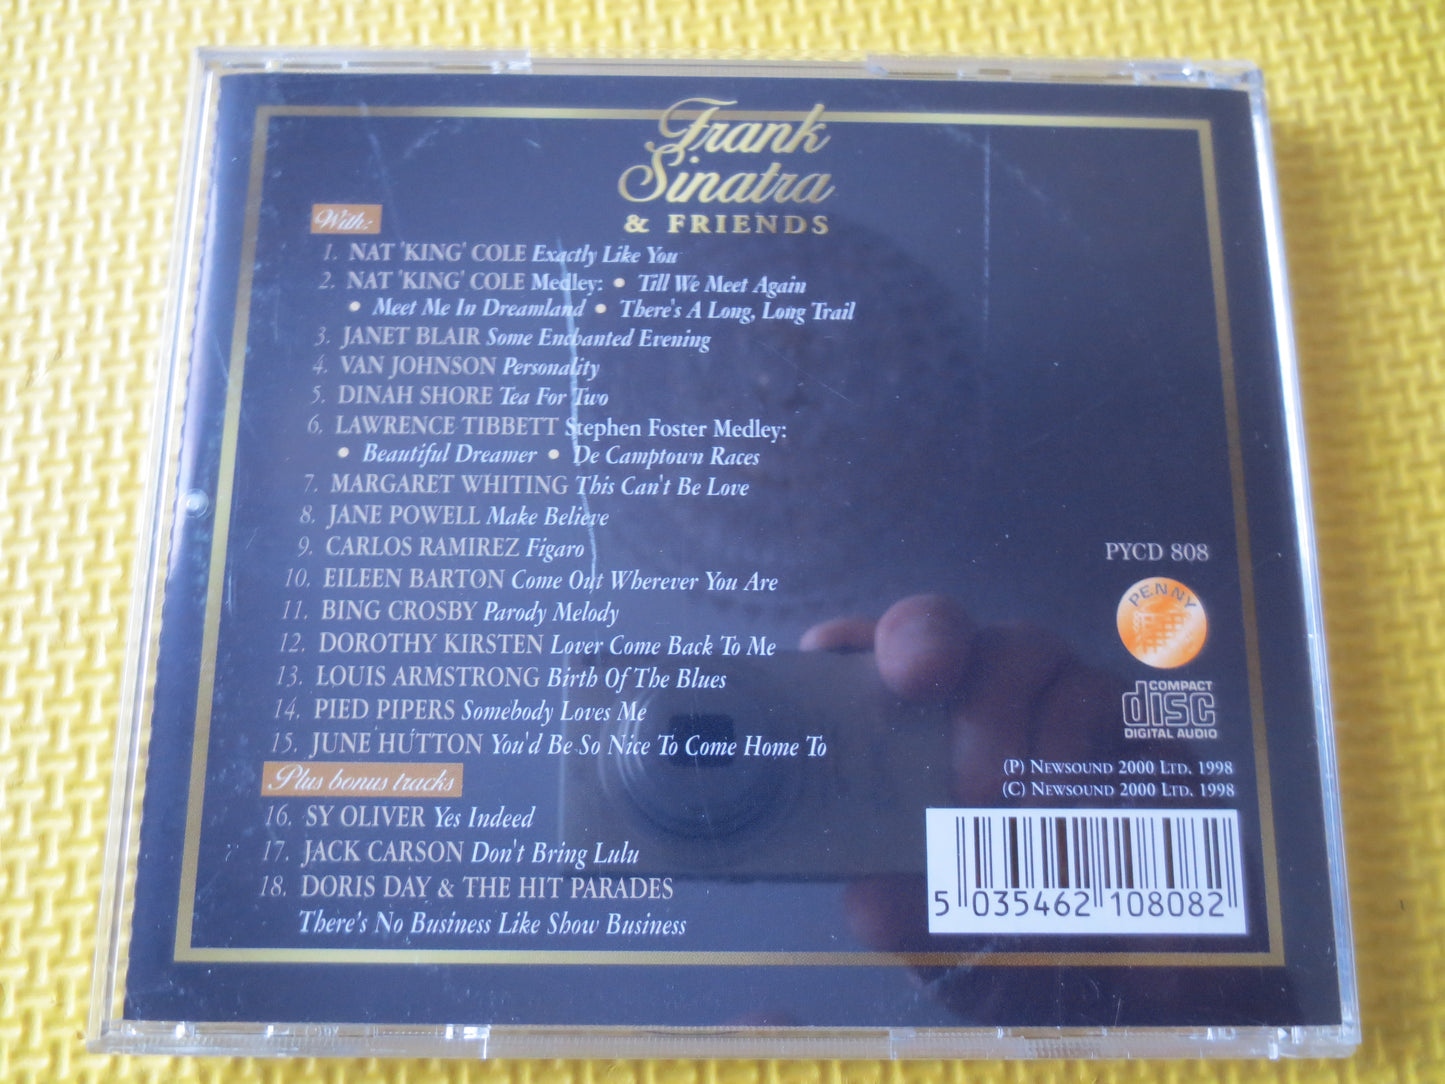 Frank
Sinatra
& FRIENDS
With:
1. NAT 'KING' COLE Exactly Like You
2. NAT 'KING' COLE Medley: • Till We Meet Again
• Meet Me In Dreamland • There's A Long, Long Trail
3. JANET BLAIR Some Enchanted Evening
4. VAN JOHNSON Personality
5. DINAH SHORE Tea For Two
6. LAWRENCE TIBBETT Stephen Foster Medley:
• Beautiful Dreamer • De Camptown Races
7. MARGARET WHITING This Can't Be Love
8. JANE POWELL Make Believe
9. CARLOS RAMIREZ Figaro
10. EILEEN BARTON Come Out Wherever You Are
11. BING CROSBY Parody Melody
12. DOROTHY KIRSTEN Lover Come Back To Me
13. LOUIS ARMSTRONG Birth Of The Blues
14. PIED PIPERS Somebody Loves Me
15. JUNE HUTTON You'd Be So Nice To Come Home To
Plus bonus tracks
16. SY OLIVER Yes Indeed
17. JACK CARSON Don't Bring Lulu
18. DORIS DAY & THE HIT PARADES
There's No Business Like Show Business
PYCD 808
PENNY
COMPACT
disc
DIGITAL AUDIO
(P) NEWSOUND 2000 LTD. 1998
(C) NEWSOUND 2000 LTD. 1998
5 035462 108082